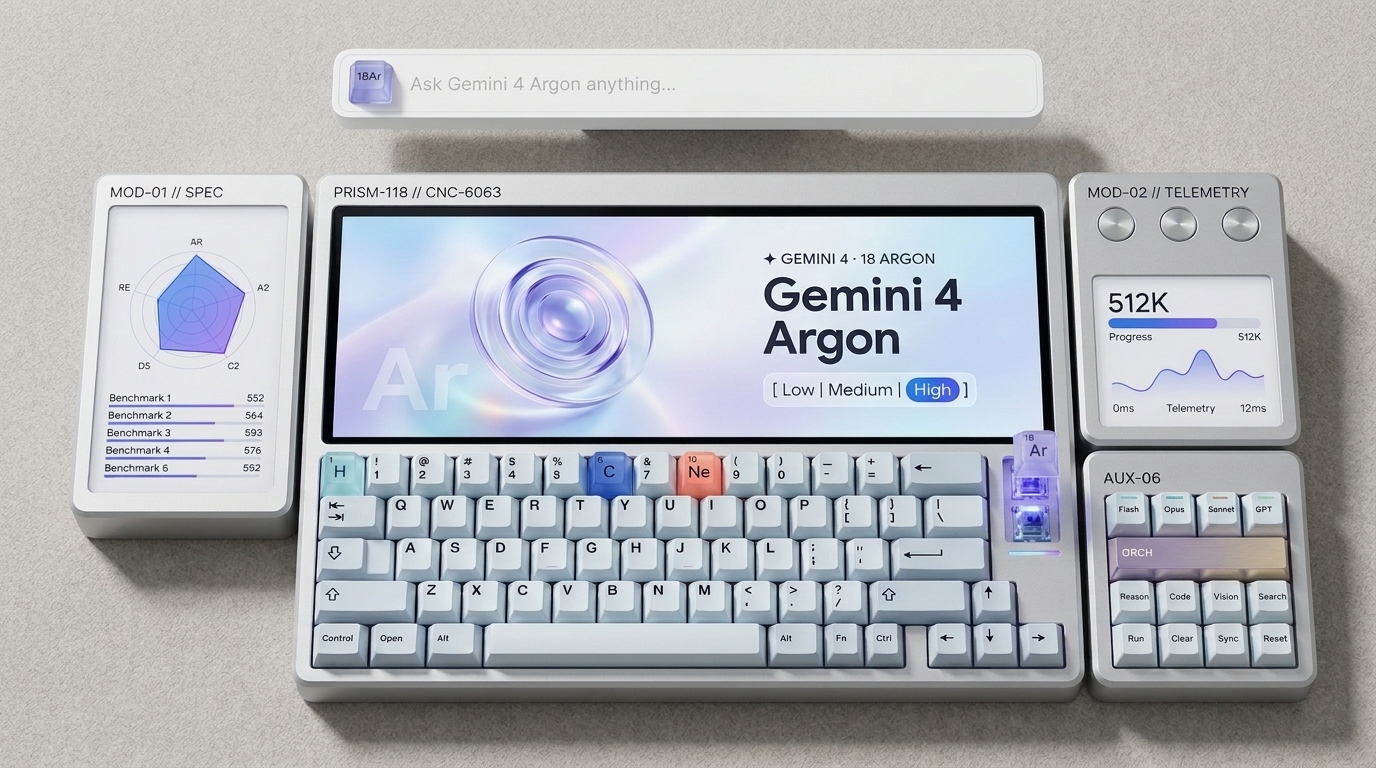 18Ar
Ask Gemini 4 Argon anything...
MOD-01 // SPEC
AR
RE
A2
DS
C2
Benchmark 1 552
Benchmark 2 564
Benchmark 3 593
Benchmark 4 576
Benchmark 6 592
PRISM-118 // CNC-6063
Ar
GEMINI 4 · 18 ARGON
Gemini 4
Argon
[ Low | Medium | High ]
MOD-02 // TELEMETRY
512K
Progress 512K
0ms Telemetry 12ms
1 H
! 1
@ 2
# 3
$ 4
% 8
6 C
& 7
10 Ne
( 9
) 0
_ -
+ =
18 Ar
Q W E R T Y U I O P { [ } ] | \
A S D F G H J K L : ; " '
Z X C V B N M < , > . ? /
Control Open Alt Alt Fn Ctrl
AUX-06
Flash Opus Sonnet GPT
ORCH
Reason Code Vision Search
Run Clear Sync Reset